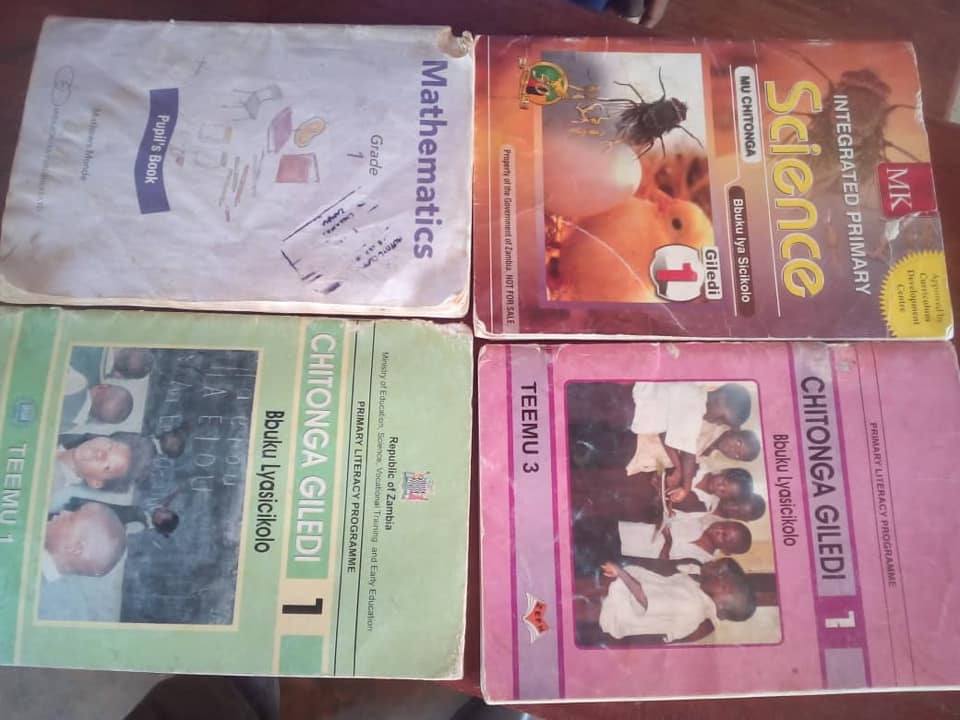 Mathematics
Grade
1
Pupil's Book
INTEGRATED PRIMARY
Science
MU CHITONGA
Bbuku lya Sicikolo
Giledi
1
MK
Approved by
Curriculum
Development
Centre
Property of the Government of Zambia. NOT FOR SALE
Republic of Zambia
Ministry of Education, Science, Vocational Training and Early Education
PRIMARY LITERACY PROGRAMME
CHITONGA GILEDI 1
Bbuku Lyasicikolo
TEEMU 1
PRIMARY LITERACY PROGRAMME
CHITONGA GILEDI 1
Bbuku Lyasicikolo
TEEMU 3